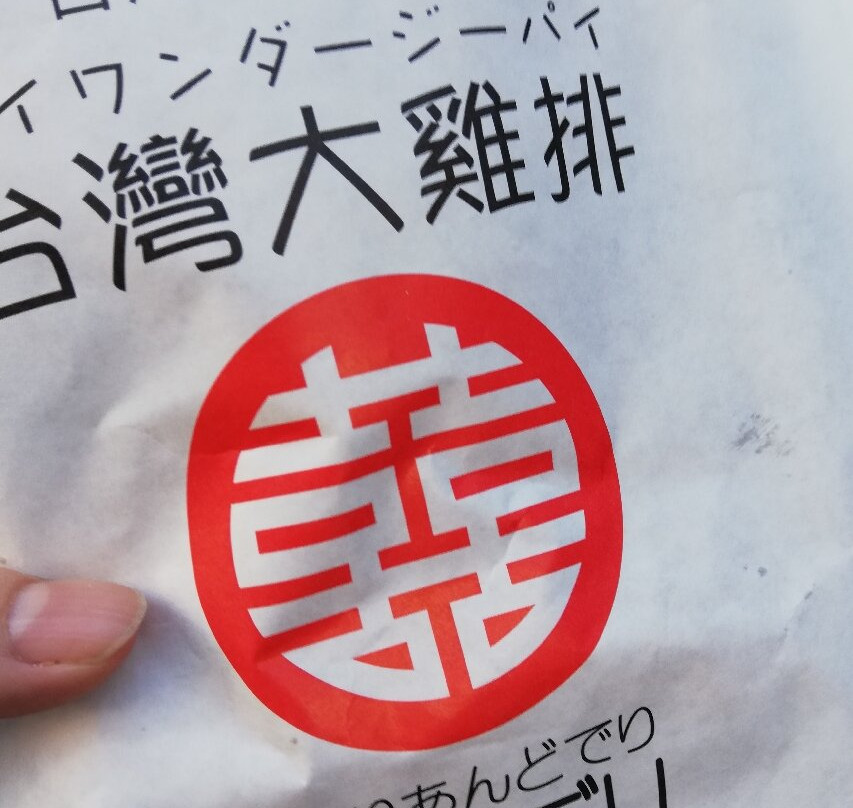 イワンダージーパイ
台灣大雞排
囍
あんどでり